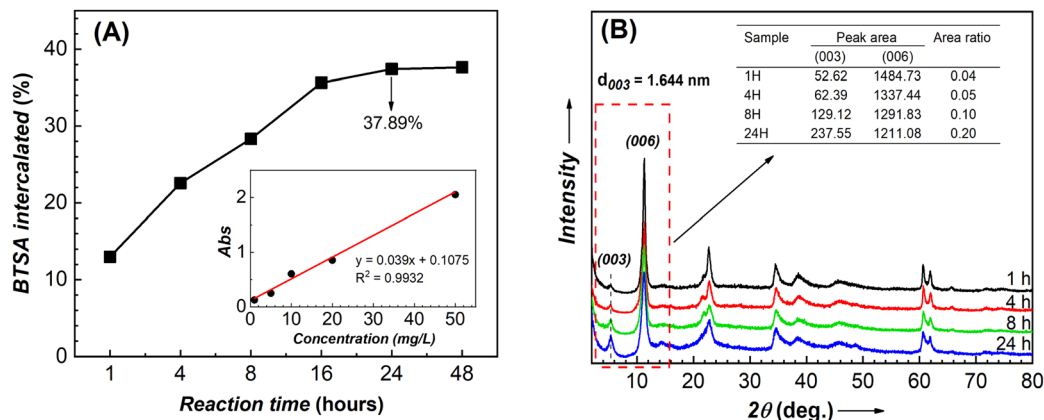 (A)
BTSA intercalated (%)
40
30
20
10
0
37.89%
Abs
2
1
0
y = 0.039x + 0.1075
R² = 0.9932
0 10 20 30 40 50
Concentration (mg/L)
1 4 8 16 24 48
Reaction time (hours)
(B)
Sample Peak area Area ratio
(003) (006)
1H 52.62 1484.73 0.04
4H 62.39 1337.44 0.05
8H 129.12 1291.83 0.10
24H 237.55 1211.08 0.20
d003 = 1.644 nm
(006)
(003)
Intensity
1 h
4 h
8 h
24 h
10 20 30 40 50 60 70 80
2θ (deg.)